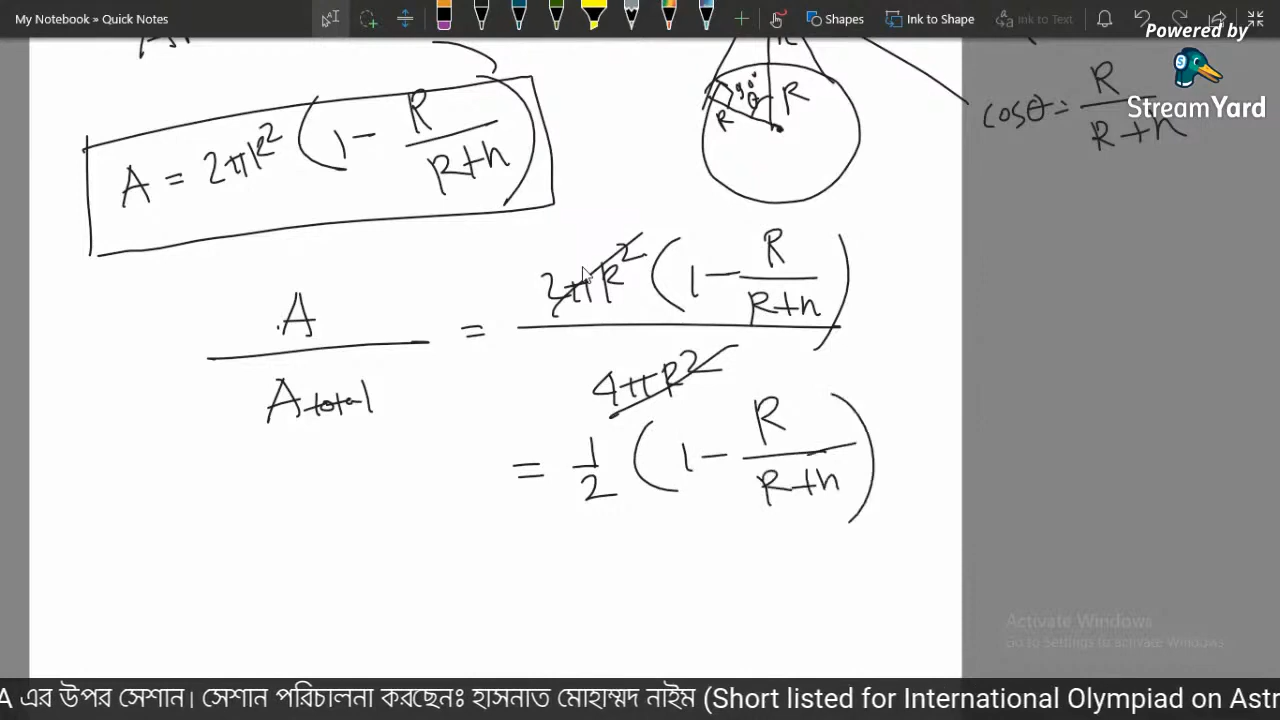 My Notebook » Quick Notes
Shapes
Ink to Shape
Ink to Text
Powered by
StreamYard
A = 2πR² (1 - R/(R+h))
90°
θ
R
R
cosθ = R/(R+h)
A/A total = 2πR² (1 - R/(R+h)) / 4πR²
= 1/2 (1 - R/(R+h))
Activate Windows
Go to Settings to activate Windows.
A এর উপর সেশান। সেশান পরিচালনা করছেনঃ হাসনাত মোহাম্মদ নাইম (Short listed for International Olympiad on Astr